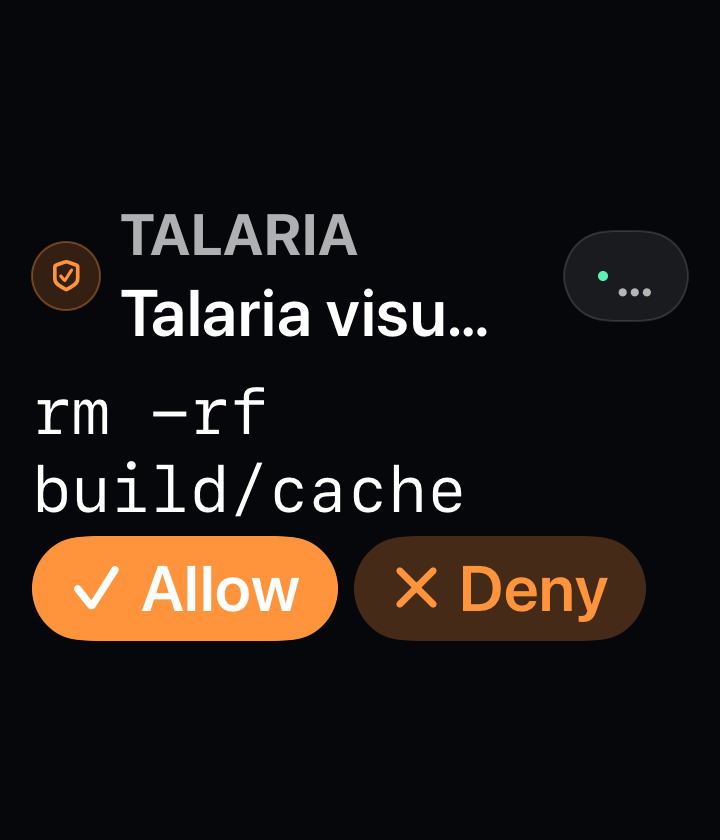 TALARIA
Talaria visu…
...
rm -rf
build/cache
Allow
Deny